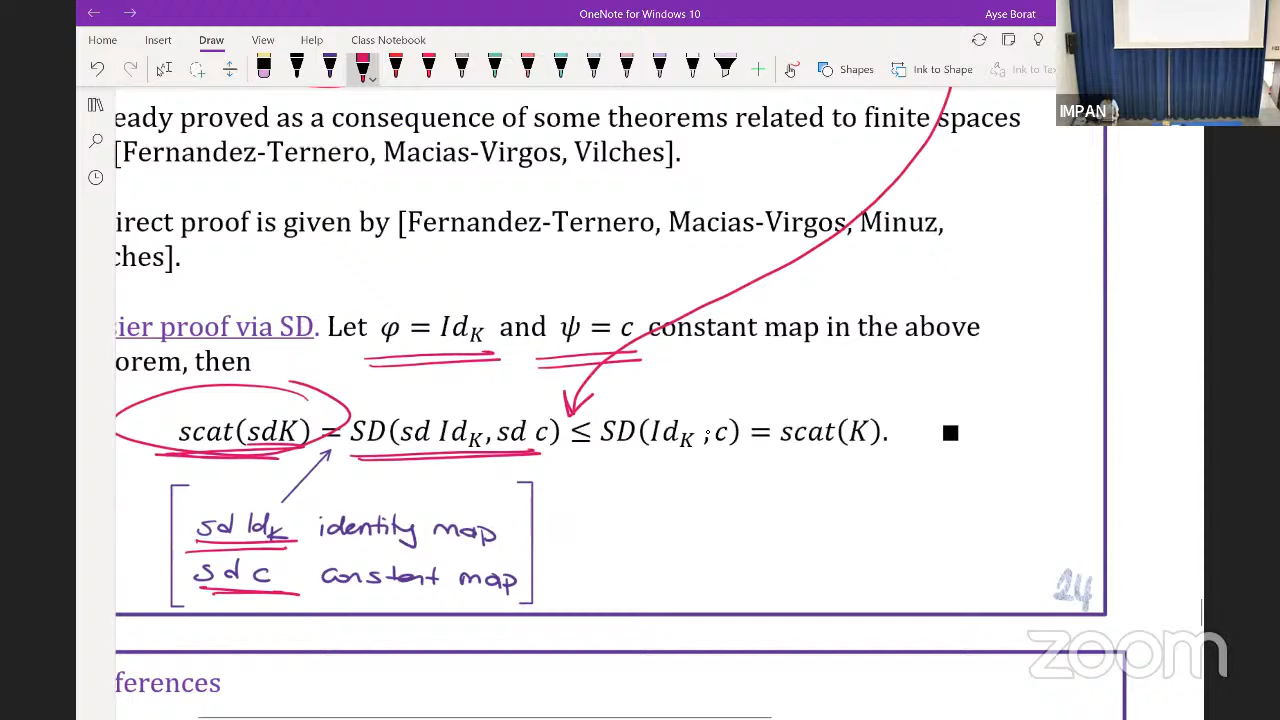 OneNote for Windows 10
Ayse Borat
Home Insert Draw View Help Class Notebook
Shapes Ink to Shape Ink to Tex
IMPAN
eady proved as a consequence of some theorems related to finite spaces
[Fernandez-Ternero, Macias-Virgos, Vilches].
irect proof is given by [Fernandez-Ternero, Macias-Virgos, Minuz,
ches].
sier proof via SD. Let φ = Id_K and ψ = c constant map in the above
orem, then
scat(sdK) = SD(sd Id_K, sd c) ≤ SD(Id_K , c) = scat(K). ■
sd Id_K identity map
sd c constant map
24
zoom
ferences